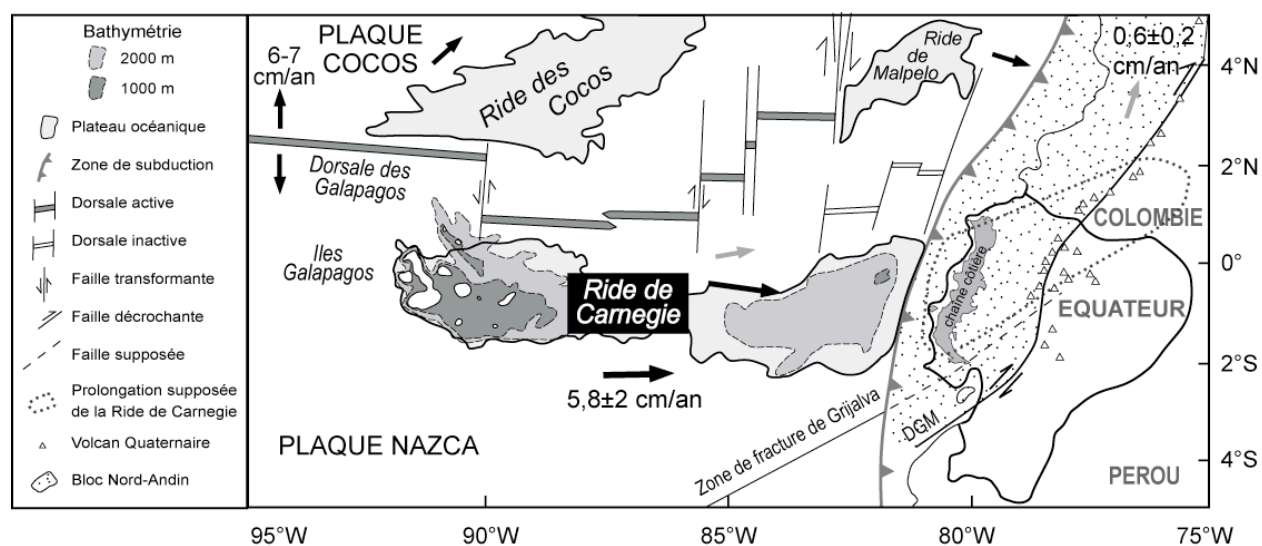 Bathymétrie
2000 m
1000 m
Plateau océanique
Zone de subduction
Dorsale active
Dorsale inactive
Faille transformante
Faille décrochante
Faille supposée
Prolongation supposée
de la Ride de Carnegie
Volcan Quaternaire
Bloc Nord-Andin
6-7
cm/an
PLAQUE
COCOS
Ride des
Cocos
Ride
de
Malpelo
0,6±0,2
cm/an
Dorsale des
Galapagos
Iles
Galapagos
Ride de
Carnegie
5,8±2 cm/an
PLAQUE NAZCA
Zone de fracture de Grijalva
DGM
chaîne côtière
COLOMBIE
EQUATEUR
PEROU
4°N
2°N
0°
2°S
4°S
95°W
90°W
85°W
80°W
75°W